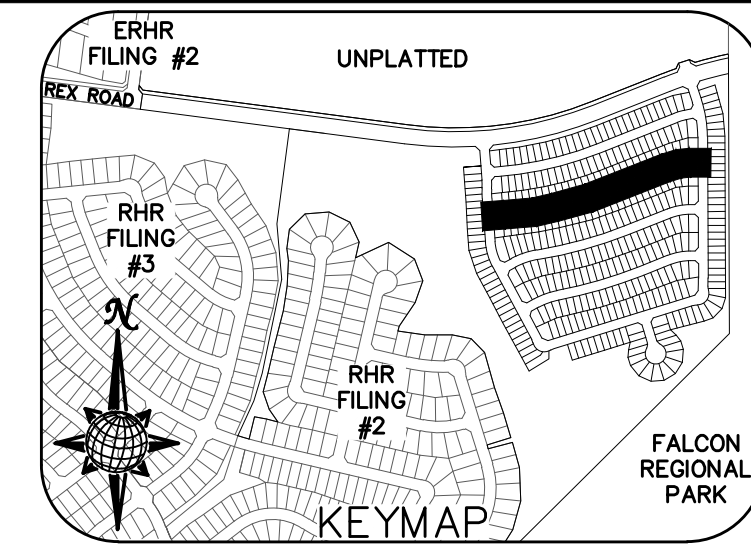 ERHR
FILING #2
UNPLATTED
REX ROAD
RHR
FILING
#3
N
RHR
FILING
#2
FALCON
REGIONAL
PARK
KEYMAP